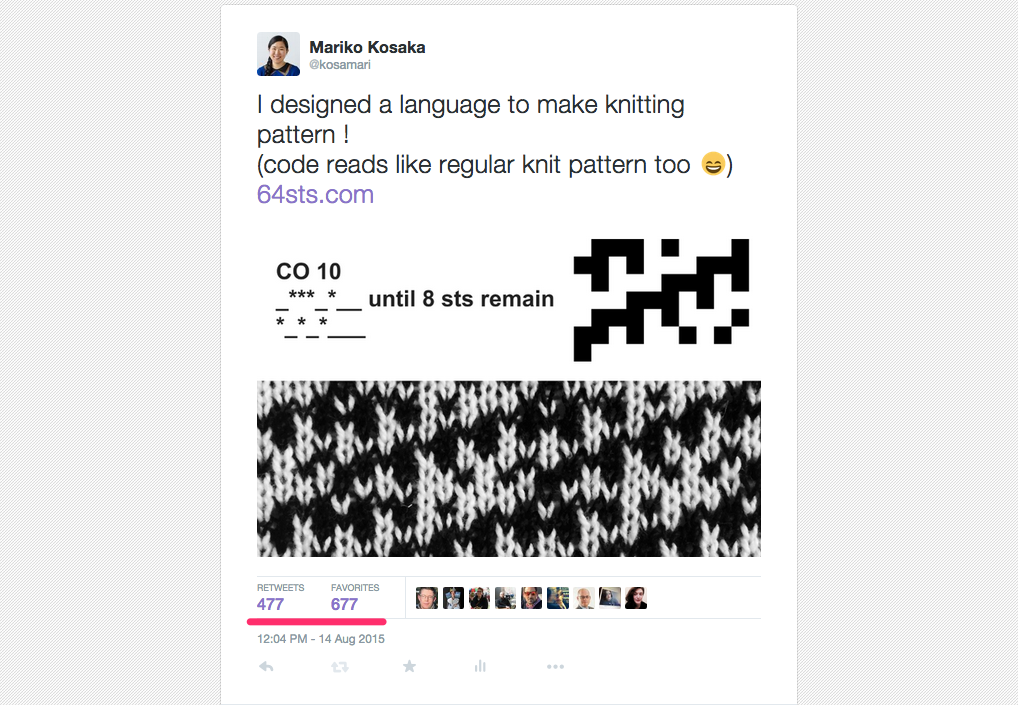 Mariko Kosaka
@kosamari
I designed a language to make knitting
pattern !
(code reads like regular knit pattern too 😄)
64sts.com
CO 10
_***_*__ until 8 sts remain
*_*_*___
RETWEETS FAVORITES
477 677
12:04 PM - 14 Aug 2015